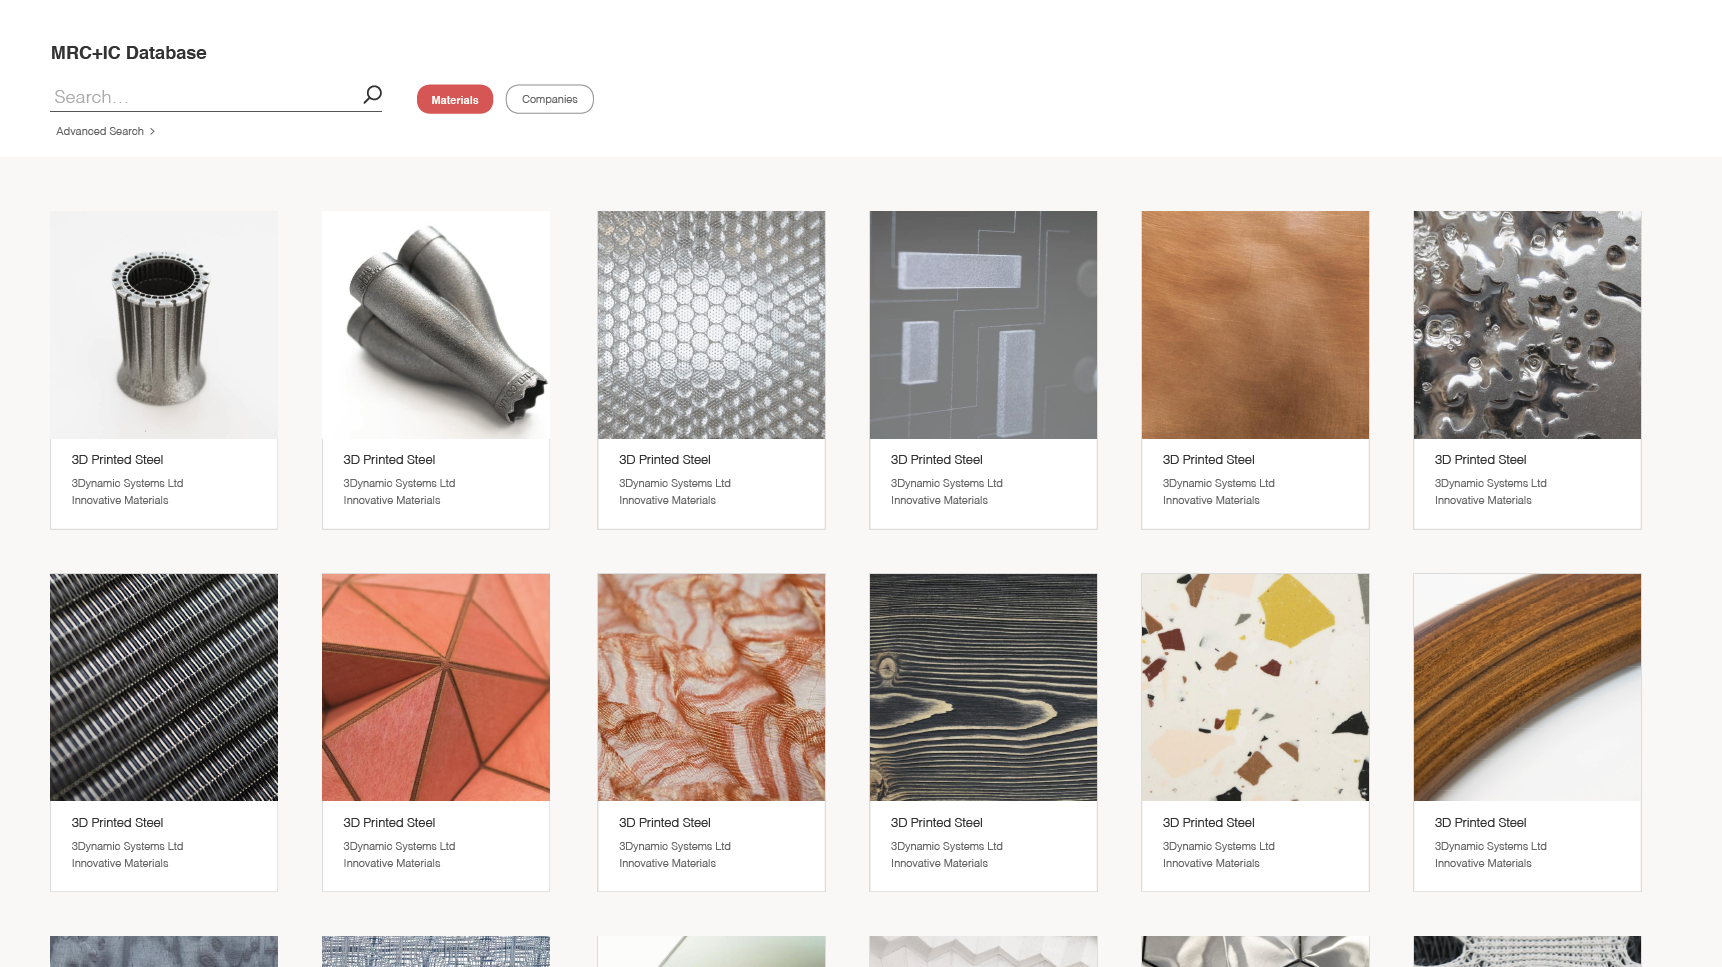 MRC+IC Database
Search...
Materials
Companies
Advanced Search >
3D Printed Steel
3Dynamic Systems Ltd
Innovative Materials
3D Printed Steel
3Dynamic Systems Ltd
Innovative Materials
3D Printed Steel
3Dynamic Systems Ltd
Innovative Materials
3D Printed Steel
3Dynamic Systems Ltd
Innovative Materials
3D Printed Steel
3Dynamic Systems Ltd
Innovative Materials
3D Printed Steel
3Dynamic Systems Ltd
Innovative Materials
3D Printed Steel
3Dynamic Systems Ltd
Innovative Materials
3D Printed Steel
3Dynamic Systems Ltd
Innovative Materials
3D Printed Steel
3Dynamic Systems Ltd
Innovative Materials
3D Printed Steel
3Dynamic Systems Ltd
Innovative Materials
3D Printed Steel
3Dynamic Systems Ltd
Innovative Materials
3D Printed Steel
3Dynamic Systems Ltd
Innovative Materials